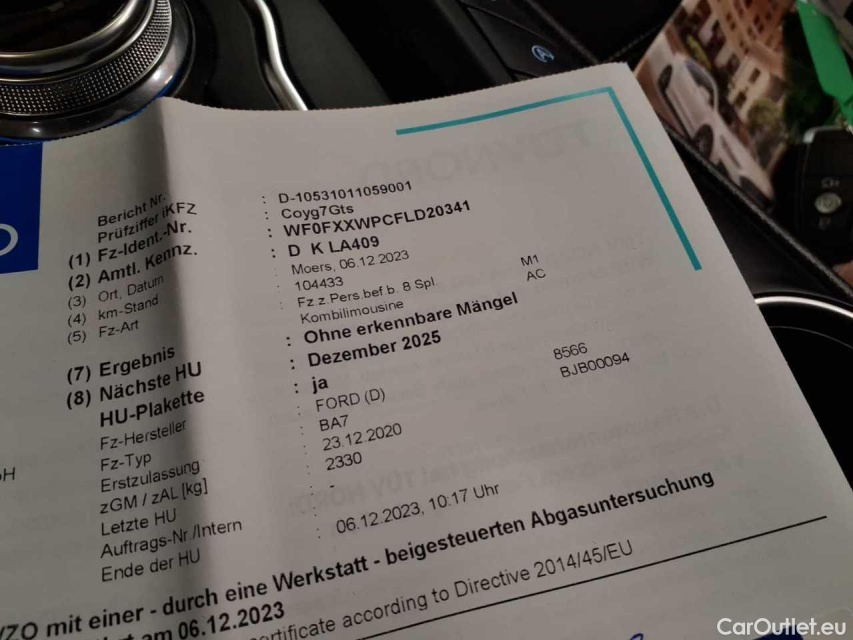 Bericht Nr. : D-10531011059001
Prüfziffer iKFZ : Coyg7Gts
(1) Fz-Ident.-Nr. : WF0FXXWPCFLD20341
(2) Amtl. Kennz. : D K LA409
(3) Ort, Datum : Moers, 06.12.2023
(4) km-Stand : 104433
(5) Fz-Art : Fz.z.Pers.bef.b. 8 Spl M1
Kombilimousine AC
(7) Ergebnis : Ohne erkennbare Mängel
(8) Nächste HU : Dezember 2025
HU-Plakette : ja
Fz-Hersteller : FORD (D) 8566
Fz-Typ : BA7 BJB00094
Erstzulassung : 23.12.2020
zGM / zAL [kg] : 2330
Letzte HU : -
Auftrags-Nr./Intern :
Ende der HU : 06.12.2023, 10:17 Uhr
VZO mit einer - durch eine Werkstatt - beigesteuerten Abgasuntersuchung
am 06.12.2023
certificate according to Directive 2014/45/EU
CarOutlet.eu